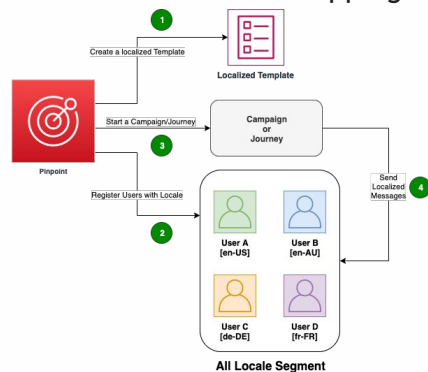 1
Create a localized Template
Localized Template
Start a Campaign/Journey
3
Campaign
or
Journey
Pinpoint
Register Users with Locale
2
Send
Localized
Messages
4
User A
[en-US]
User B
[en-AU]
User C
[de-DE]
User D
[fr-FR]
All Locale Segment